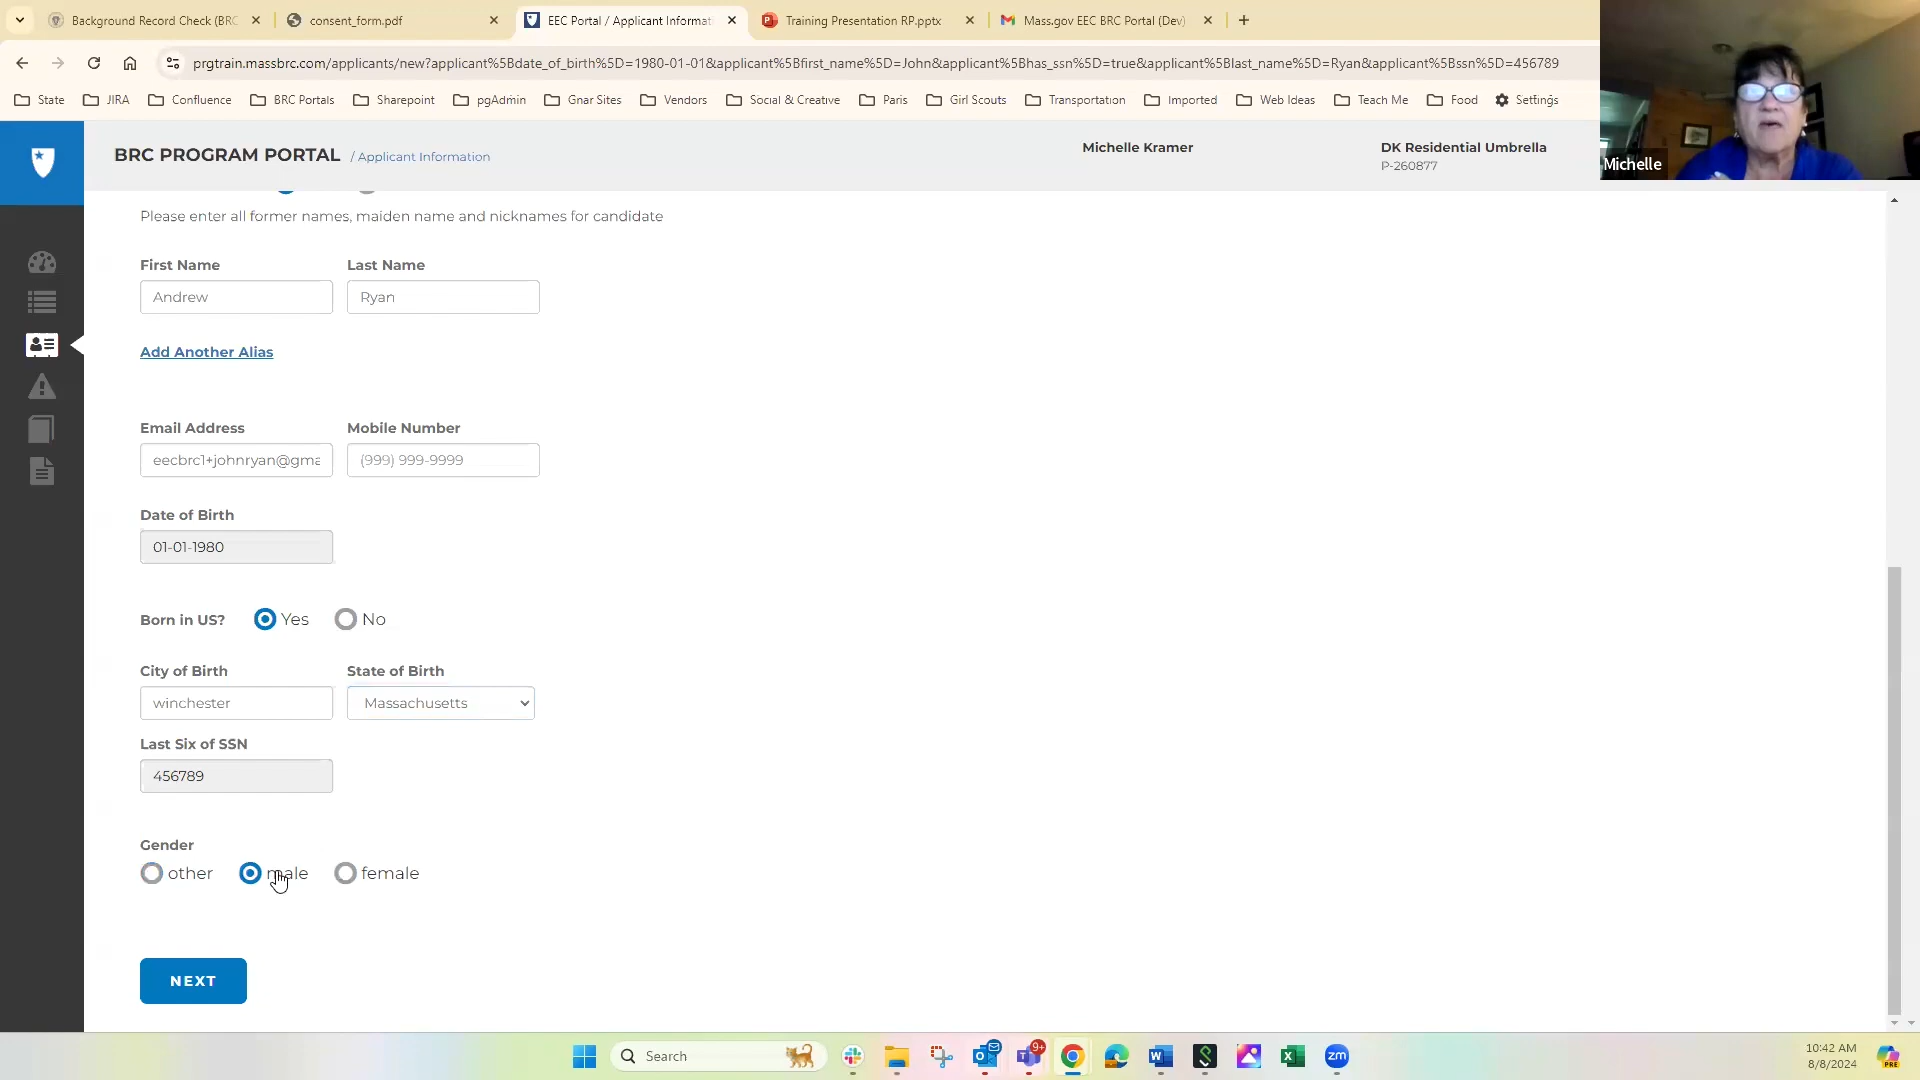 Background Record Check (BRC
consent_form.pdf
EEC Portal / Applicant Informat
Training Presentation RP.pptx
Mass.gov EEC BRC Portal (Dev)
prgtrain.massbrc.com/applicants/new?applicant%5Bdate_of_birth%5D=1980-01-01&applicant%5Bfirst_name%5D=John&applicant%5Bhas_ssn%5D=true&applicant%5Blast_name%5D=Ryan&applicant%5Bssn%5D=456789
State JIRA Confluence BRC Portals Sharepoint pgAdmin Gnar Sites Vendors Social & Creative Paris Girl Scouts Transportation Imported Web Ideas Teach Me Food Settings
BRC PROGRAM PORTAL / Applicant Information
Michelle Kramer
DK Residential Umbrella
P-260877
Michelle
Please enter all former names, maiden name and nicknames for candidate
First Name Last Name
Andrew Ryan
Add Another Alias
Email Address Mobile Number
eecbrc1+johnryan@gma (999) 999-9999
Date of Birth
01-01-1980
Born in US? Yes No
City of Birth State of Birth
winchester Massachusetts
Last Six of SSN
456789
Gender
other male female
NEXT
Search
9+
zm
PRE
10:42 AM
8/8/2024